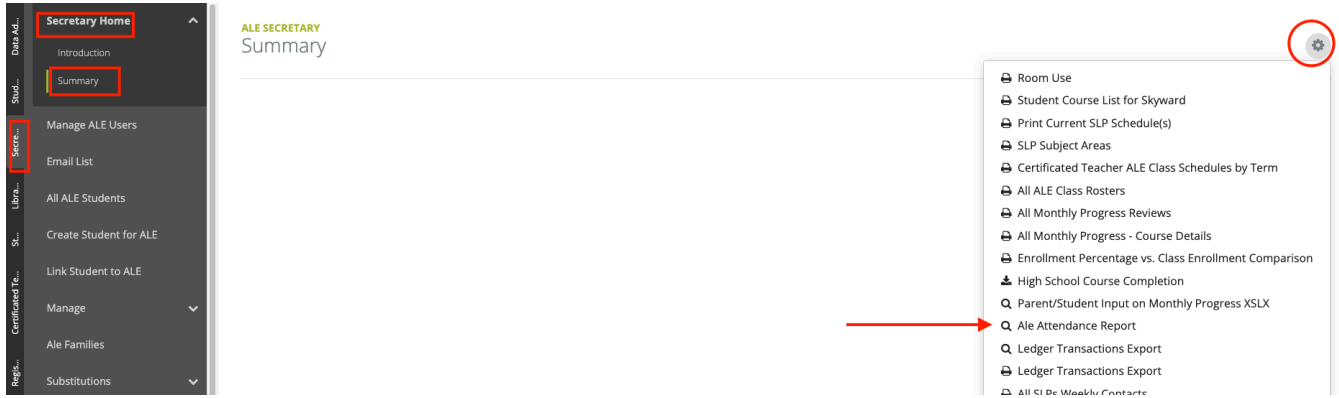 Data Ad...
Stud...
Secre...
Libra...
St...
Certificated Te...
Regis...
Secretary Home
Introduction
Summary
Manage ALE Users
Email List
All ALE Students
Create Student for ALE
Link Student to ALE
Manage
Ale Families
Substitutions
ALE SECRETARY
Summary
Room Use
Student Course List for Skyward
Print Current SLP Schedule(s)
SLP Subject Areas
Certificated Teacher ALE Class Schedules by Term
All ALE Class Rosters
All Monthly Progress Reviews
All Monthly Progress - Course Details
Enrollment Percentage vs. Class Enrollment Comparison
High School Course Completion
Parent/Student Input on Monthly Progress XSLX
Ale Attendance Report
Ledger Transactions Export
Ledger Transactions Export
All SLPs Weekly Contacts